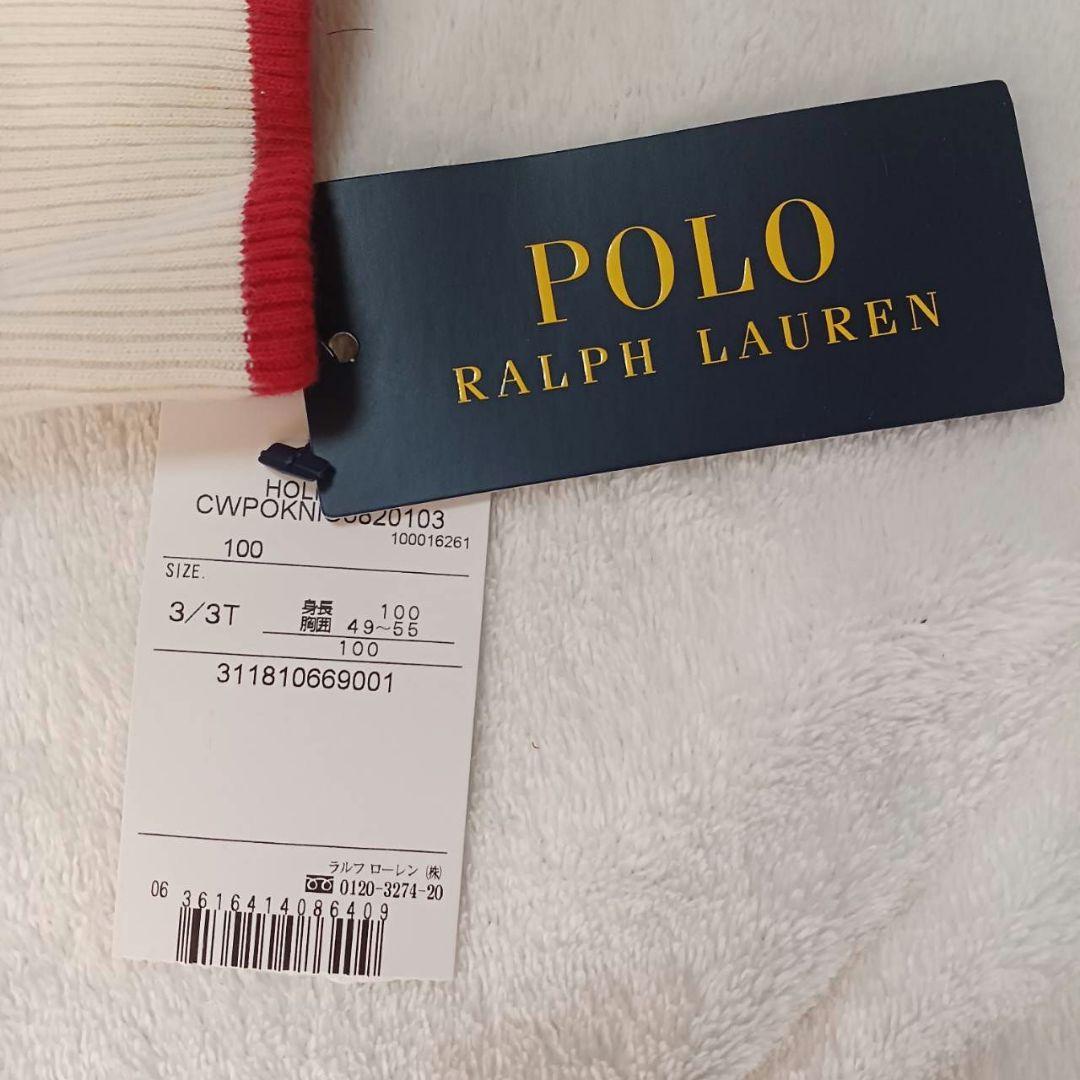 POLO
RALPH LAUREN
100016261
100
SIZE.
3/3T
身長 100
胸囲 49~55
100
311810669001
ラルフ ローレン (株)
0120-3274-20
06
3616414086409